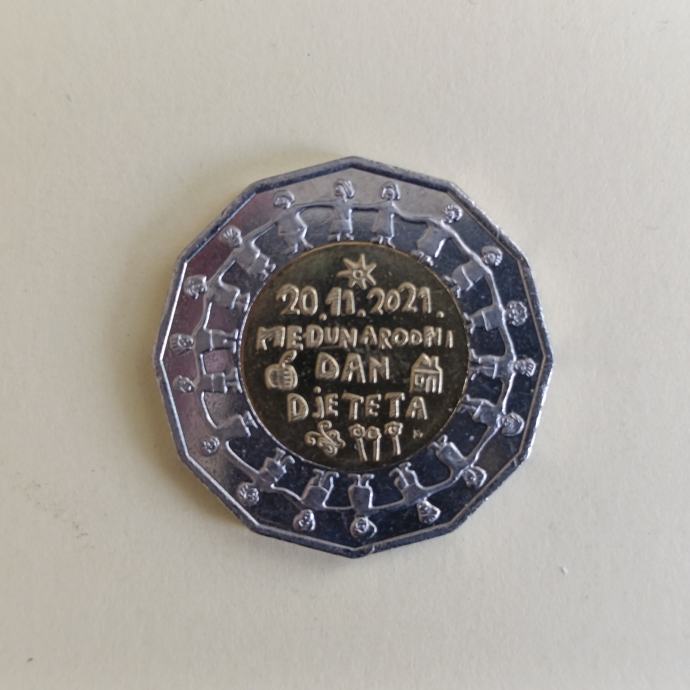 20.11.2021.
MEĐUNARODNI
DAN
DJETETA